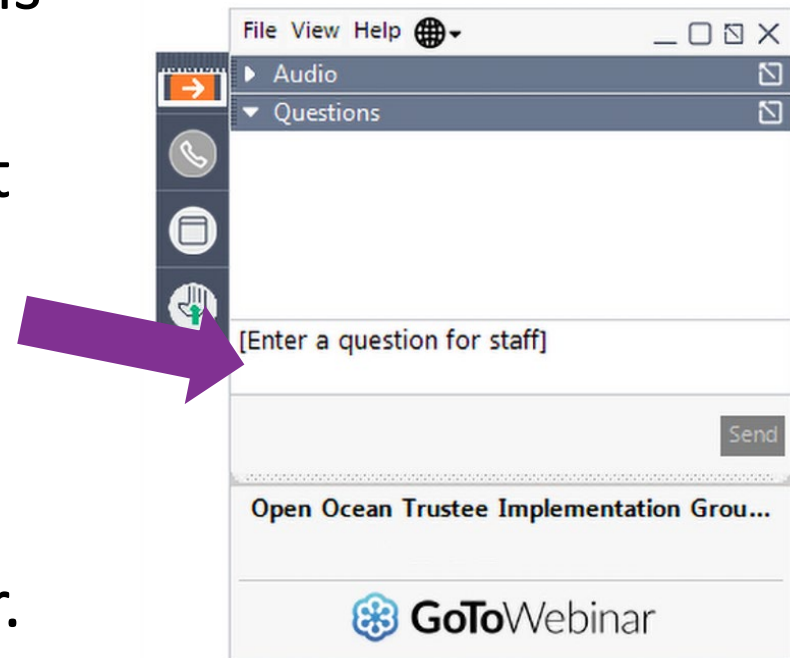 File View Help
Audio
Questions
[Enter a question for staff]
Send
Open Ocean Trustee Implementation Grou...
GoToWebinar